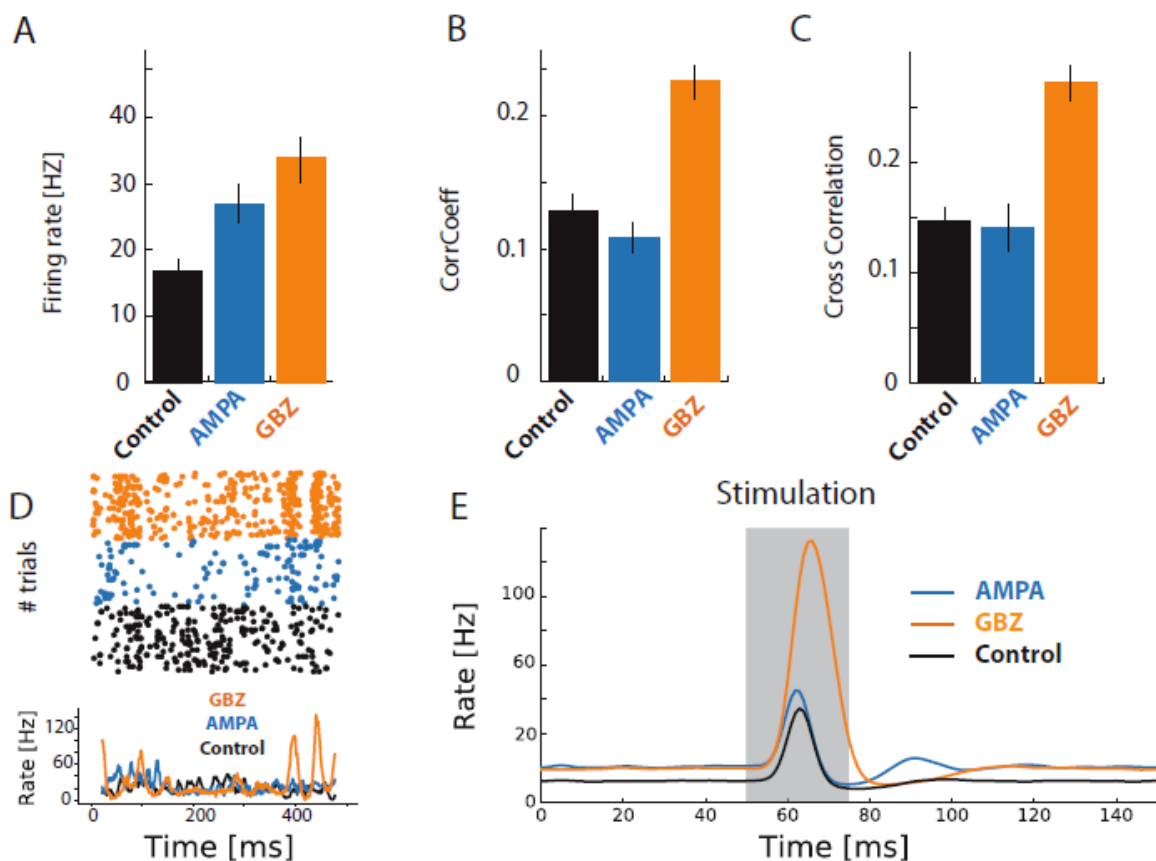 A
Firing rate [HZ]
40
30
20
10
0
Control
AMPA
GBZ
B
CorrCoeff
0.2
0.1
0
Control
AMPA
GBZ
C
Cross Correlation
0.2
0.1
Control
AMPA
GBZ
D
# trials
GBZ
AMPA
Control
Rate [Hz]
120
60
0
0
200
400
Time [ms]
E
Stimulation
Rate [Hz]
100
60
20
0
AMPA
GBZ
Control
0
20
40
60
80
100
120
140
Time [ms]